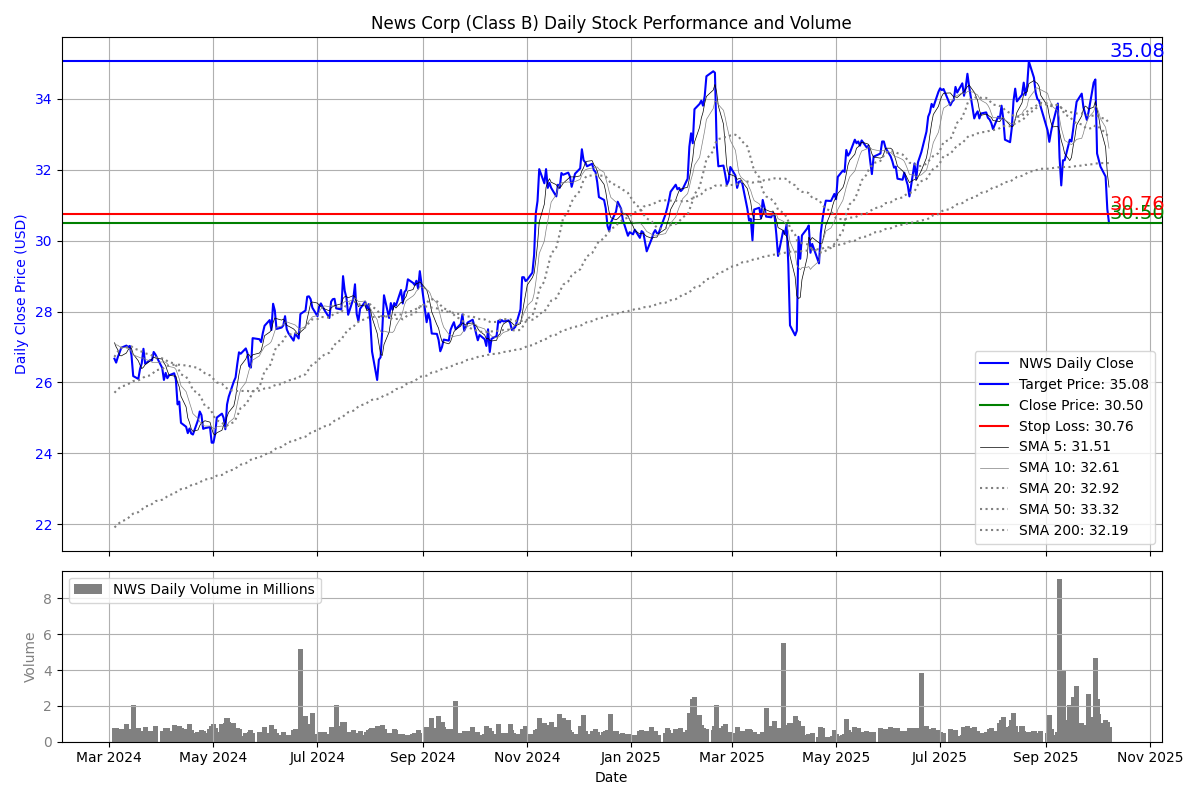 News Corp (Class B) Daily Stock Performance and Volume
35.08
30.76
30.50
Daily Close Price (USD)
34
32
30
28
26
24
22
NWS Daily Close
Target Price: 35.08
Close Price: 30.50
Stop Loss: 30.76
SMA 5: 31.51
SMA 10: 32.61
SMA 20: 32.92
SMA 50: 33.32
SMA 200: 32.19
NWS Daily Volume in Millions
Volume
8
6
4
2
0
Mar 2024 May 2024 Jul 2024 Sep 2024 Nov 2024 Jan 2025 Mar 2025 May 2025 Jul 2025 Sep 2025 Nov 2025
Date